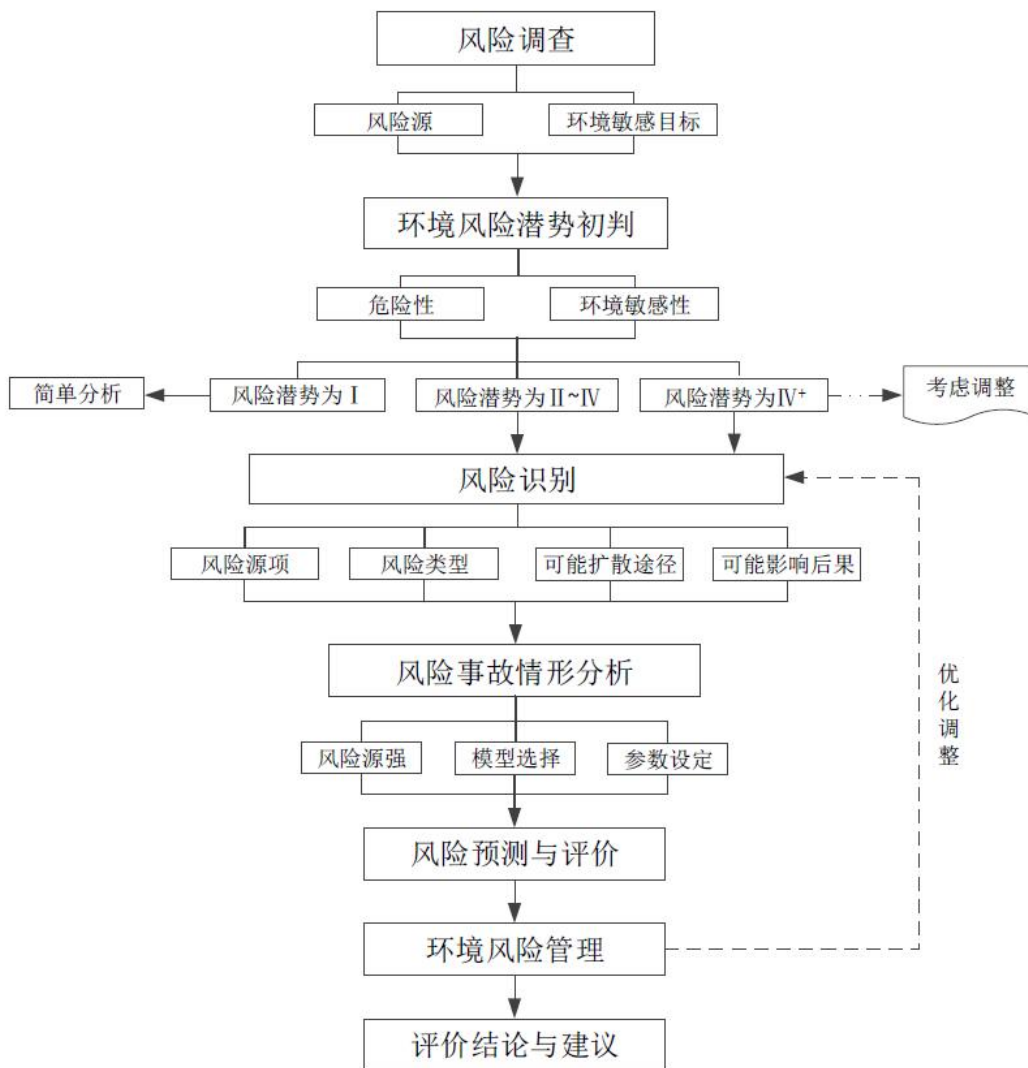 风险调查
风险源
环境敏感目标
环境风险潜势初判
危险性
环境敏感性
简单分析
风险潜势为Ⅰ
风险潜势为Ⅱ~Ⅳ
风险潜势为Ⅳ⁺
考虑调整
风险识别
风险源项
风险类型
可能扩散途径
可能影响后果
风险事故情形分析
风险源强
模型选择
参数设定
优化调整
风险预测与评价
环境风险管理
评价结论与建议